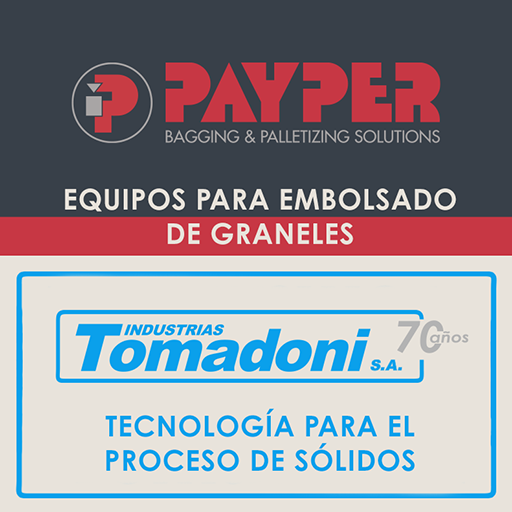 PAYPER
BAGGING & PALLETIZING SOLUTIONS
EQUIPOS PARA EMBOLSADO
DE GRANELES
INDUSTRIAS
Tomadoni S.A.
70 años
TECNOLOGÍA PARA EL
PROCESO DE SÓLIDOS